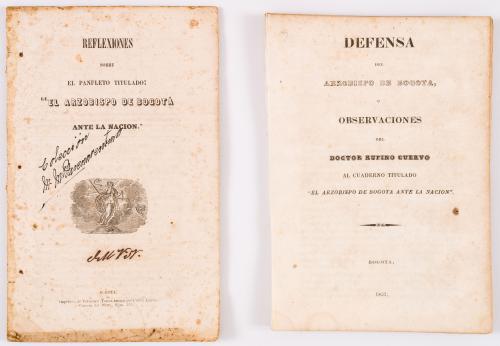 REFLEXIONES
SOBRE
EL PANFLETO TITULADO:
"EL ARZOBISPO DE BOGOTÁ
ANTE LA NACION."
Coleccion
DEFENSA
DEL
ARZOBISPO DE BOGOTA,
O
OBSERVACIONES
DEL
DOCTOR RUFINO CUERVO
AL CUADERNO TITULADO
"EL ARZOBISPO DE BOGOTA ANTE LA NACION".
BOGOTA,